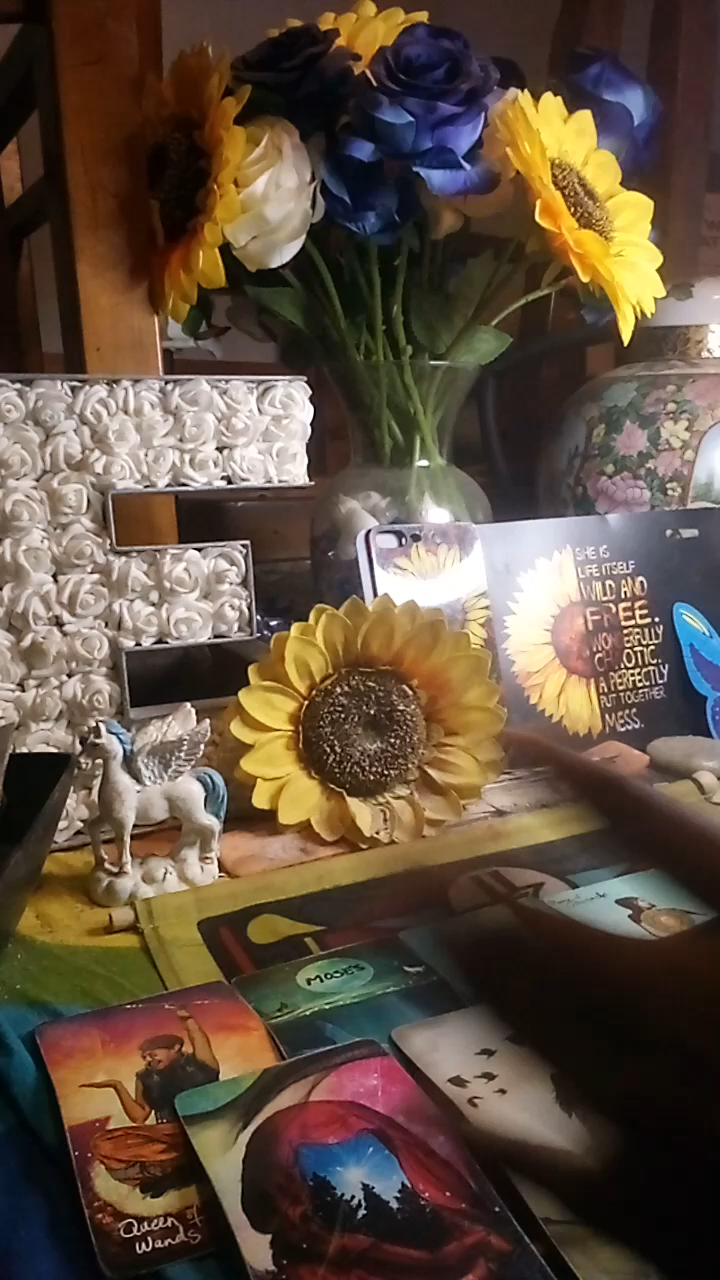 SHE IS
LIFE ITSELF
WILD AND
FREE.
WONDERFULLY
CHAOTIC.
A PERFECTLY
PUT TOGETHER
MESS.
MOSES
Queen of
Wands